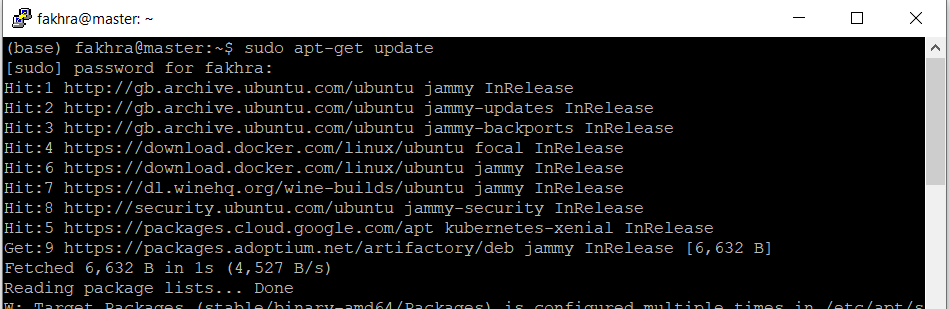 fakhra@master: ~
(base) fakhra@master:~$ sudo apt-get update
[sudo] password for fakhra:
Hit:1 http://gb.archive.ubuntu.com/ubuntu jammy InRelease
Hit:2 http://gb.archive.ubuntu.com/ubuntu jammy-updates InRelease
Hit:3 http://gb.archive.ubuntu.com/ubuntu jammy-backports InRelease
Hit:4 https://download.docker.com/linux/ubuntu focal InRelease
Hit:6 https://download.docker.com/linux/ubuntu jammy InRelease
Hit:7 https://dl.winehq.org/wine-builds/ubuntu jammy InRelease
Hit:8 http://security.ubuntu.com/ubuntu jammy-security InRelease
Hit:5 https://packages.cloud.google.com/apt kubernetes-xenial InRelease
Get:9 https://packages.adoptium.net/artifactory/deb jammy InRelease [6,632 B]
Fetched 6,632 B in 1s (4,527 B/s)
Reading package lists... Done
W: Target Packages (stable/binary-amd64/Packages) is configured multiple times in /etc/apt/s